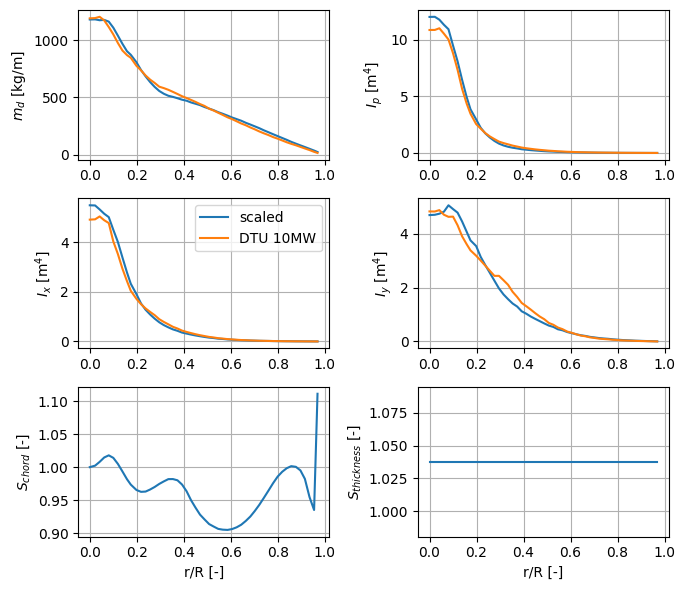 m_d [kg/m]
1000
500
0
0.0 0.2 0.4 0.6 0.8 1.0
I_p [m^4]
10
5
0
0.0 0.2 0.4 0.6 0.8 1.0
I_x [m^4]
4
2
0
0.0 0.2 0.4 0.6 0.8 1.0
scaled
DTU 10MW
I_y [m^4]
4
2
0
0.0 0.2 0.4 0.6 0.8 1.0
S_chord [-]
1.10
1.05
1.00
0.95
0.90
0.0 0.2 0.4 0.6 0.8 1.0
r/R [-]
S_thickness [-]
1.075
1.050
1.025
1.000
0.0 0.2 0.4 0.6 0.8 1.0
r/R [-]